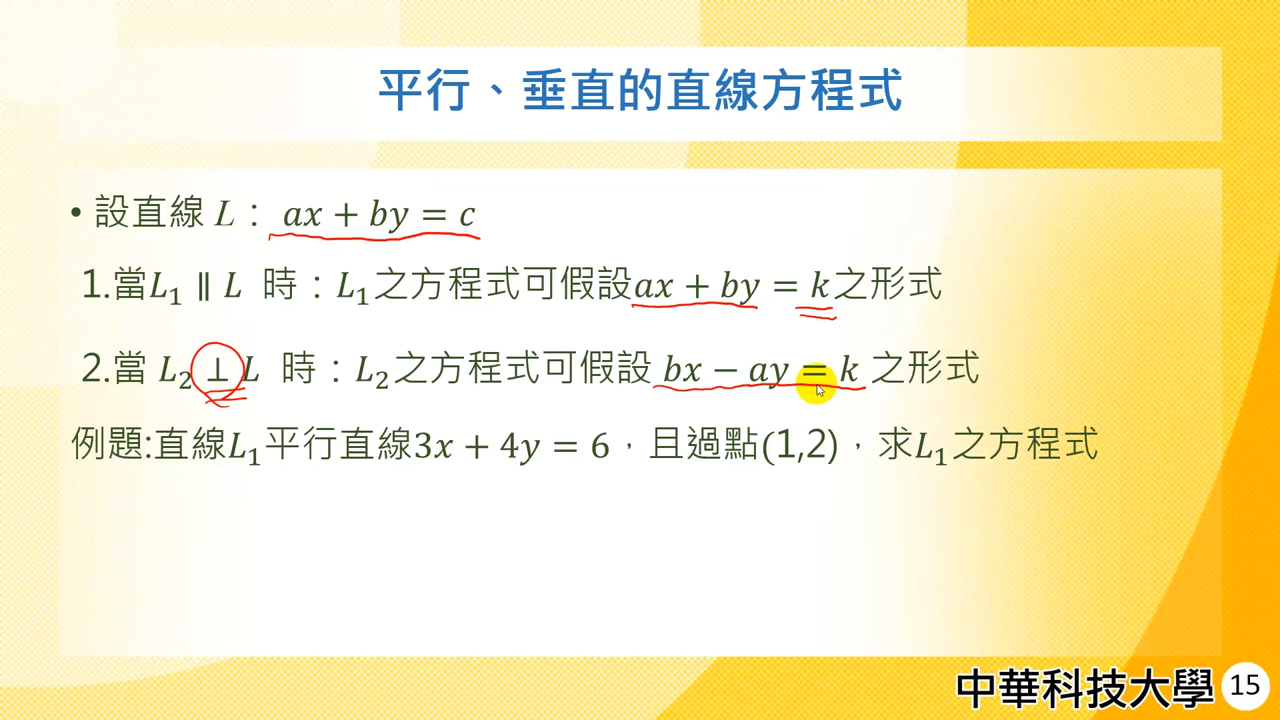 平行、垂直的直線方程式
• 設直線 L： ax + by = c
1.當L₁ ∥ L 時：L₁之方程式可假設ax + by = k之形式
2.當 L₂ ⊥ L 時：L₂之方程式可假設 bx − ay = k 之形式
例題:直線L₁平行直線3x + 4y = 6，且過點(1,2)，求L₁之方程式
中華科技大學 15